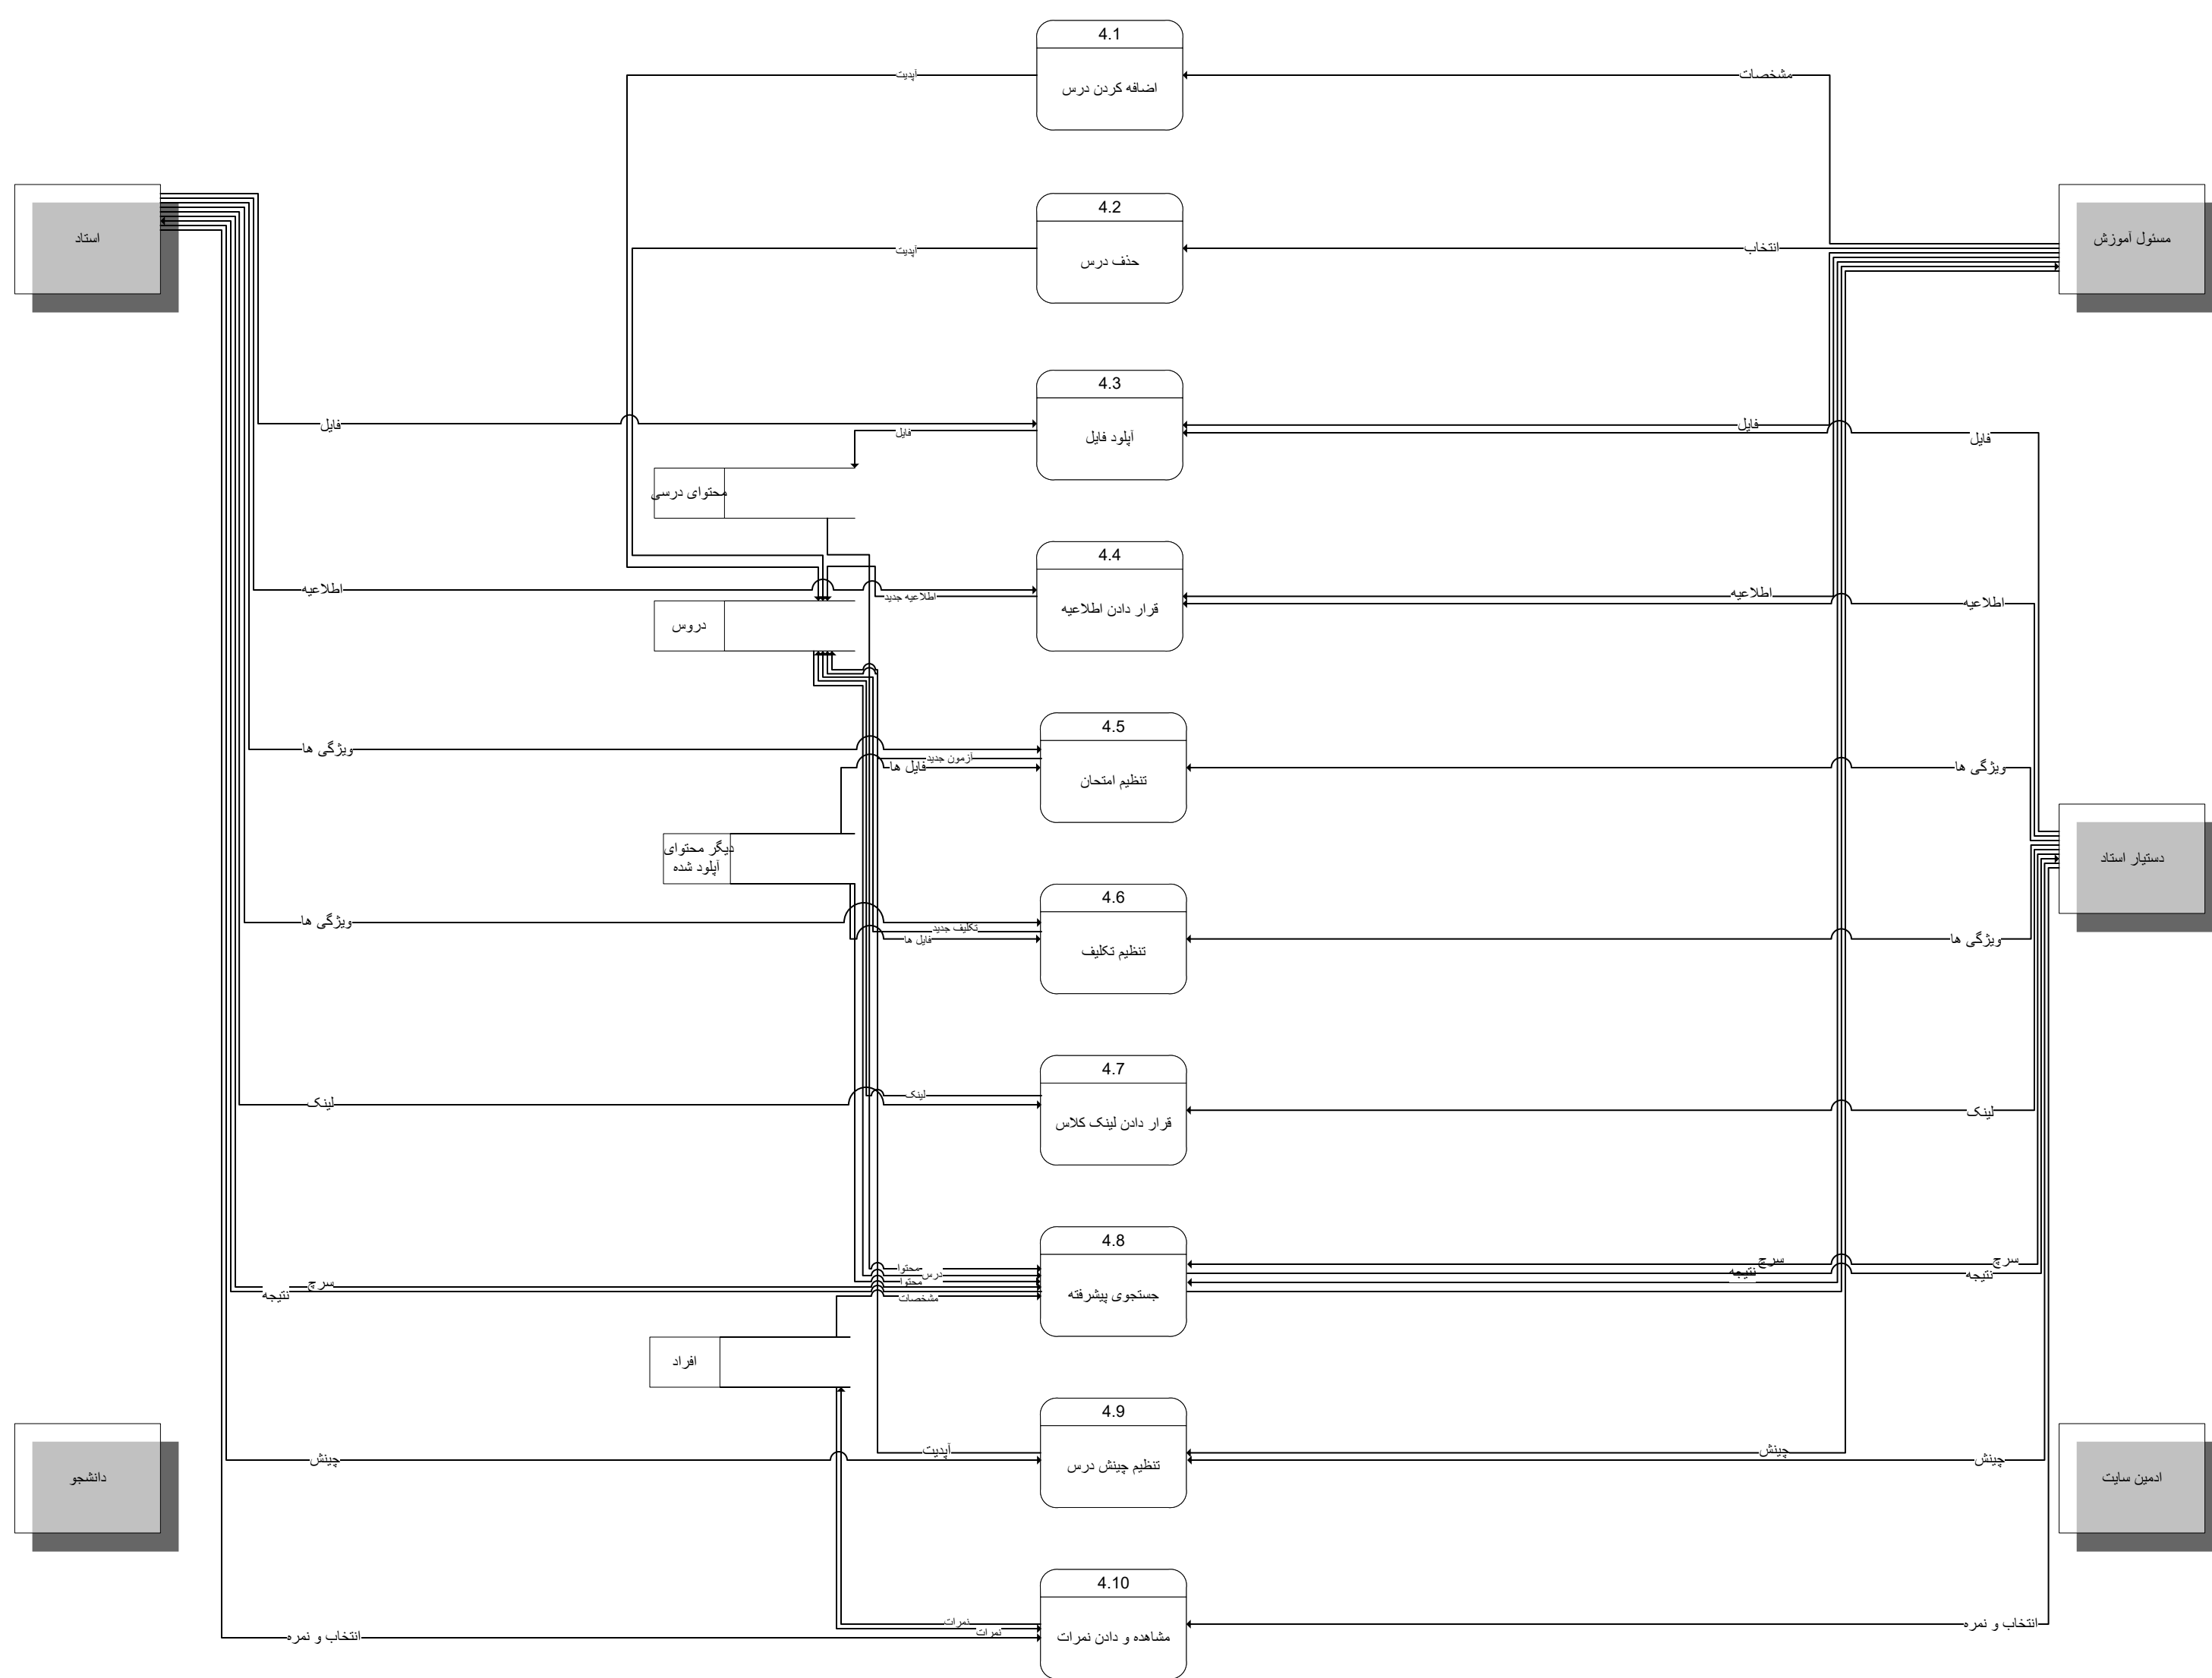 4.1
آپدیت
مشخصات
اضافه کردن درس
4.2
استاد
مسئول آموزش
آپدیت
انتخاب
حذف درس
4.3
فایل
فایل
فایل
فایل
آپلود فایل
محتوای درسی
4.4
اطلاعیه
اطلاعیه جدید
اطلاعیه
اطلاعیه
قرار دادن اطلاعیه
دروس
4.5
ویژگی ها
آزمون جدید
فایل ها
ویژگی ها
تنظیم امتحان
دیگر محتوای
آپلود شده
دستیار استاد
4.6
ویژگی ها
تکلیف جدید
فایل ها
ویژگی ها
تنظیم تکلیف
4.7
لینک
لینک
لینک
قرار دادن لینک کلاس
4.8
محتوا
درس
محتوا
مشخصات
سرچ
نتیجه
سرچ
نتیجه
سرچ
نتیجه
جستجوی پیشرفته
افراد
4.9
آپدیت
چینش
چینش
چینش
تنظیم چینش درس
دانشجو
ادمین سایت
4.10
نمرات
نمرات
انتخاب و نمره
انتخاب و نمره
مشاهده و دادن نمرات